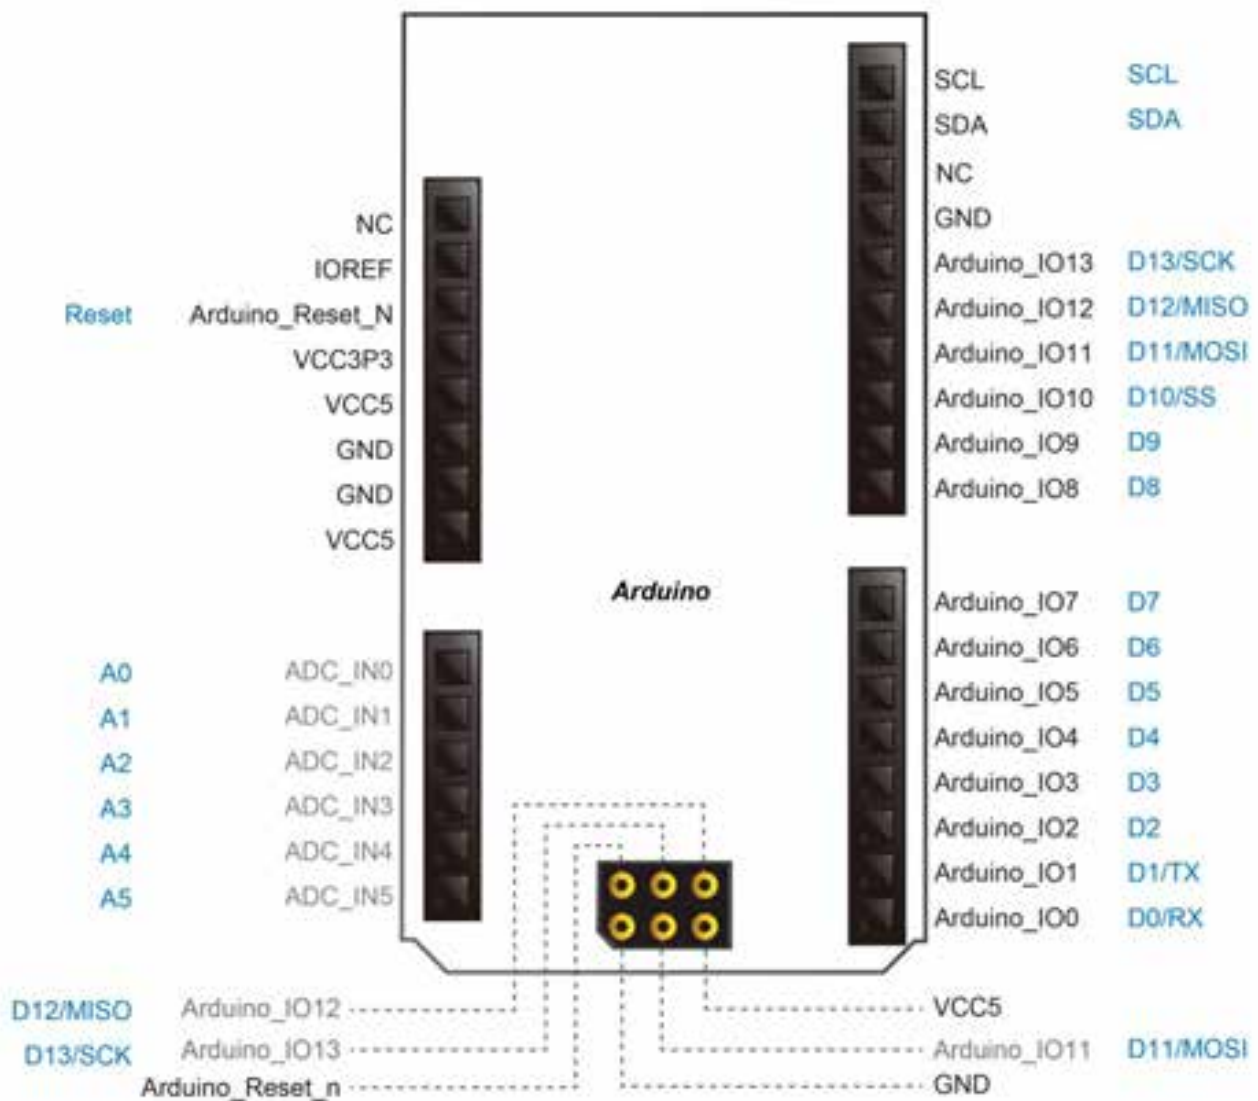 SCL SCL
SDA SDA
NC
GND
Arduino_IO13 D13/SCK
Arduino_IO12 D12/MISO
Arduino_IO11 D11/MOSI
Arduino_IO10 D10/SS
Arduino_IO9 D9
Arduino_IO8 D8
NC
IOREF
Reset Arduino_Reset_N
VCC3P3
VCC5
GND
GND
VCC5
Arduino
Arduino_IO7 D7
Arduino_IO6 D6
Arduino_IO5 D5
Arduino_IO4 D4
Arduino_IO3 D3
Arduino_IO2 D2
Arduino_IO1 D1/TX
Arduino_IO0 D0/RX
A0 ADC_IN0
A1 ADC_IN1
A2 ADC_IN2
A3 ADC_IN3
A4 ADC_IN4
A5 ADC_IN5
D12/MISO Arduino_IO12
D13/SCK Arduino_IO13
Arduino_Reset_n
VCC5
Arduino_IO11 D11/MOSI
GND